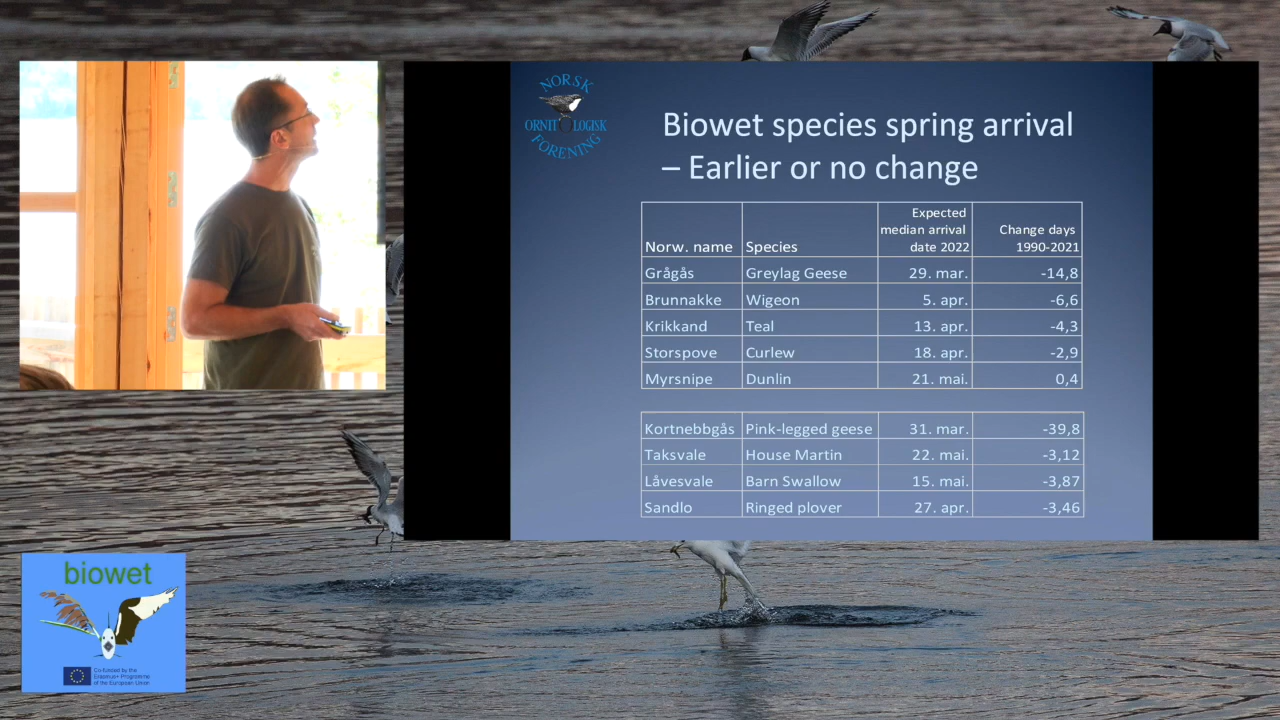 NORSK
ORNITOLOGISK
FORENING
Biowet species spring arrival
– Earlier or no change
Norw. name Species Expected median arrival date 2022 Change days 1990-2021
Grågås Greylag Geese 29. mar. -14,8
Brunnakke Wigeon 5. apr. -6,6
Krikkand Teal 13. apr. -4,3
Storspove Curlew 18. apr. -2,9
Myrsnipe Dunlin 21. mai. 0,4
Kortnebbgås Pink-legged geese 31. mar. -39,8
Taksvale House Martin 22. mai. -3,12
Låvesvale Barn Swallow 15. mai. -3,87
Sandlo Ringed plover 27. apr. -3,46
biowet
Co-funded by the
Erasmus+ Programme
of the European Union